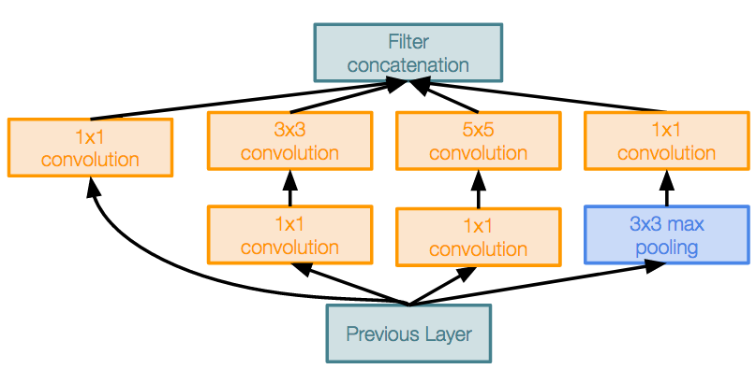 Filter
concatenation
1x1
convolution
3x3
convolution
5x5
convolution
1x1
convolution
1x1
convolution
1x1
convolution
3x3 max
pooling
Previous Layer